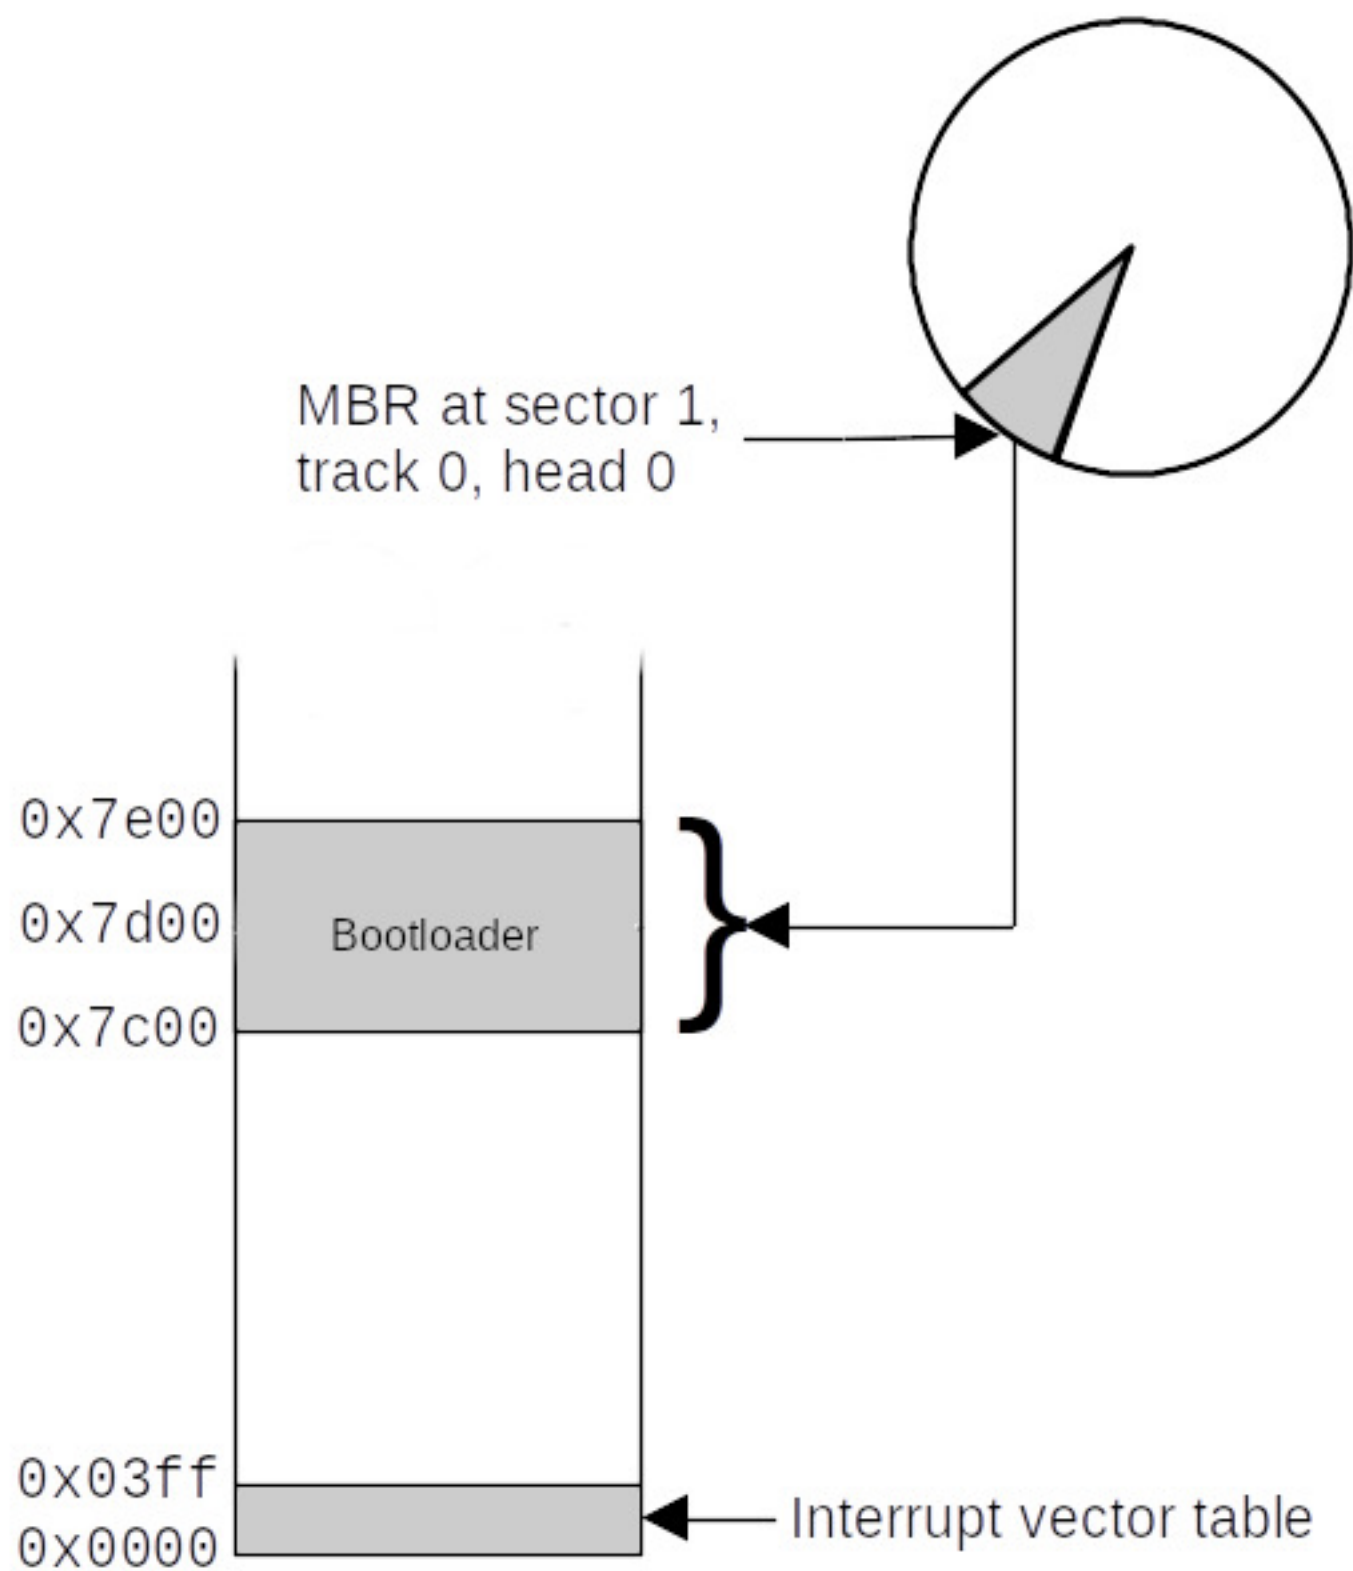 MBR at sector 1,
track 0, head 0
0x7e00
0x7d00
Bootloader
0x7c00
0x03ff
Interrupt vector table
0x0000